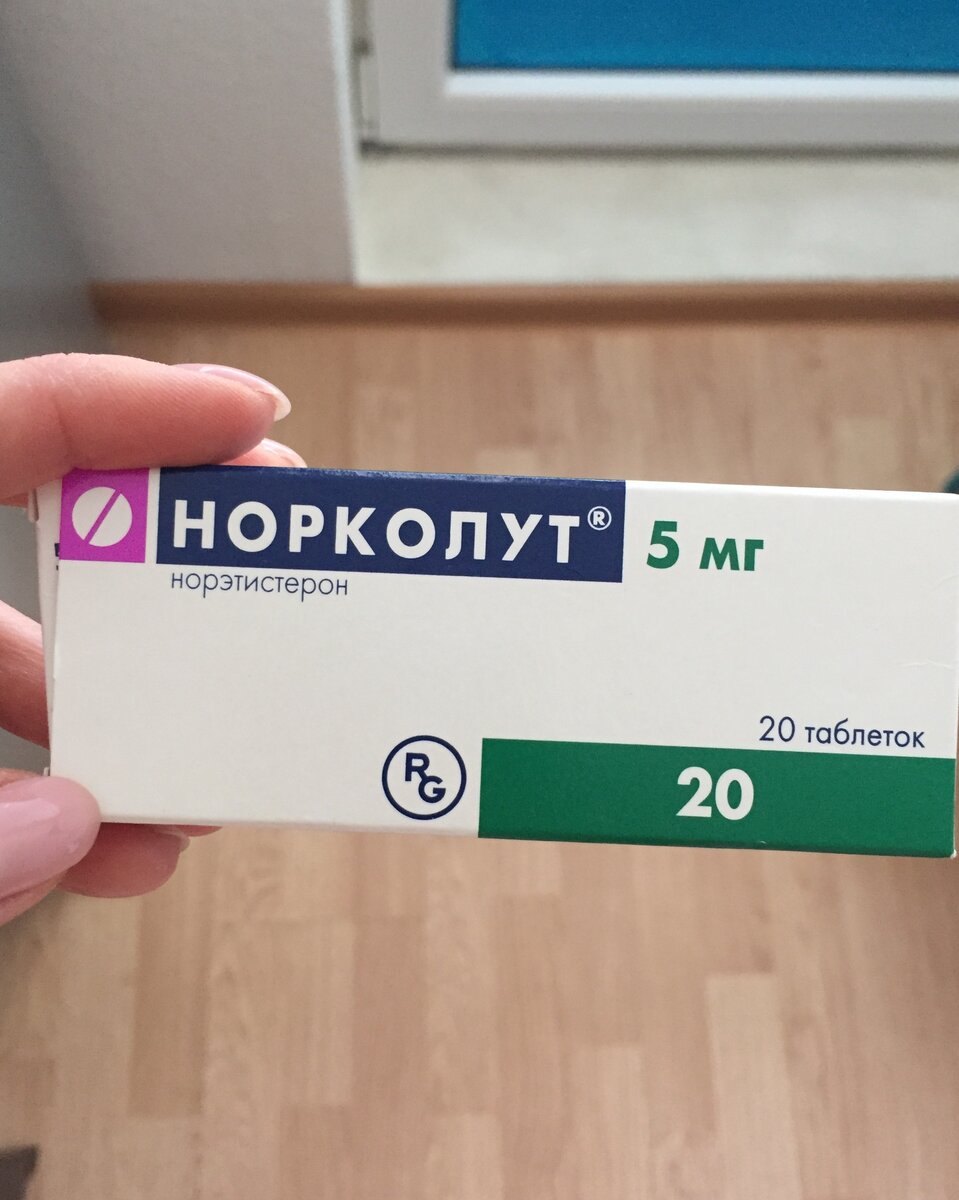 НОРКОЛУТ® 5 мг
норэтистерон
20 таблеток
RG
20